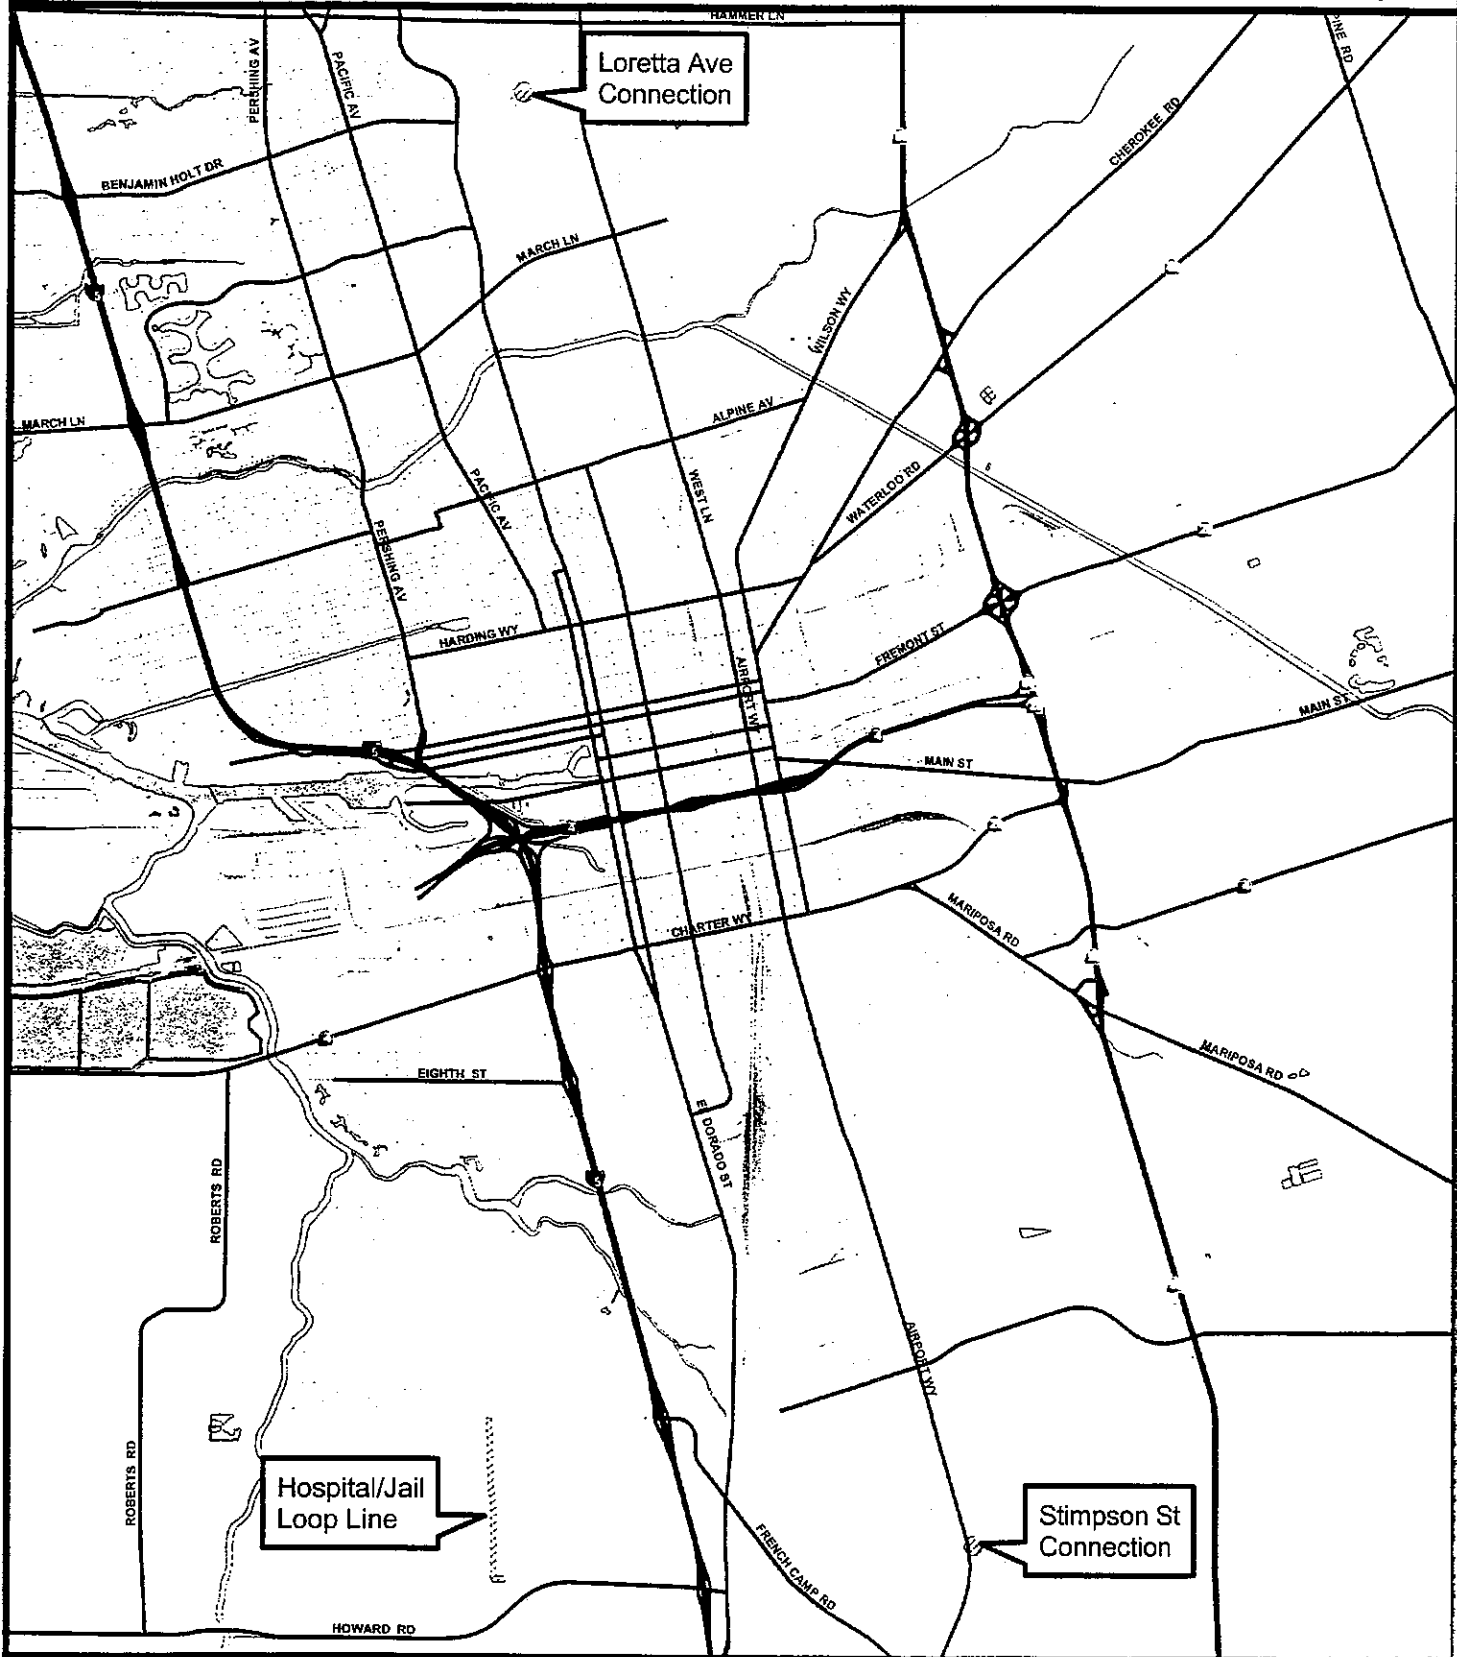 HAMMER LN
PERSHING AV
PACIFIC AV
Loretta Ave
Connection
CHEROKEE RD
BENJAMIN HOLT DR
MARCH LN
WILSON WY
MARCH LN
ALPINE AV
WEST LN
PACIFIC AV
WATERLOO RD
PERSHING AV
HARDING WY
FREMONT ST
AIRPORT WY
MAIN ST
MAIN ST
CHARTER WY
MARIPOSA RD
MARIPOSA RD
EIGHTH ST
EL DORADO ST
ROBERTS RD
AIRPORT WY
ROBERTS RD
Hospital/Jail
Loop Line
Stimpson St
Connection
FRENCH CAMP RD
HOWARD RD